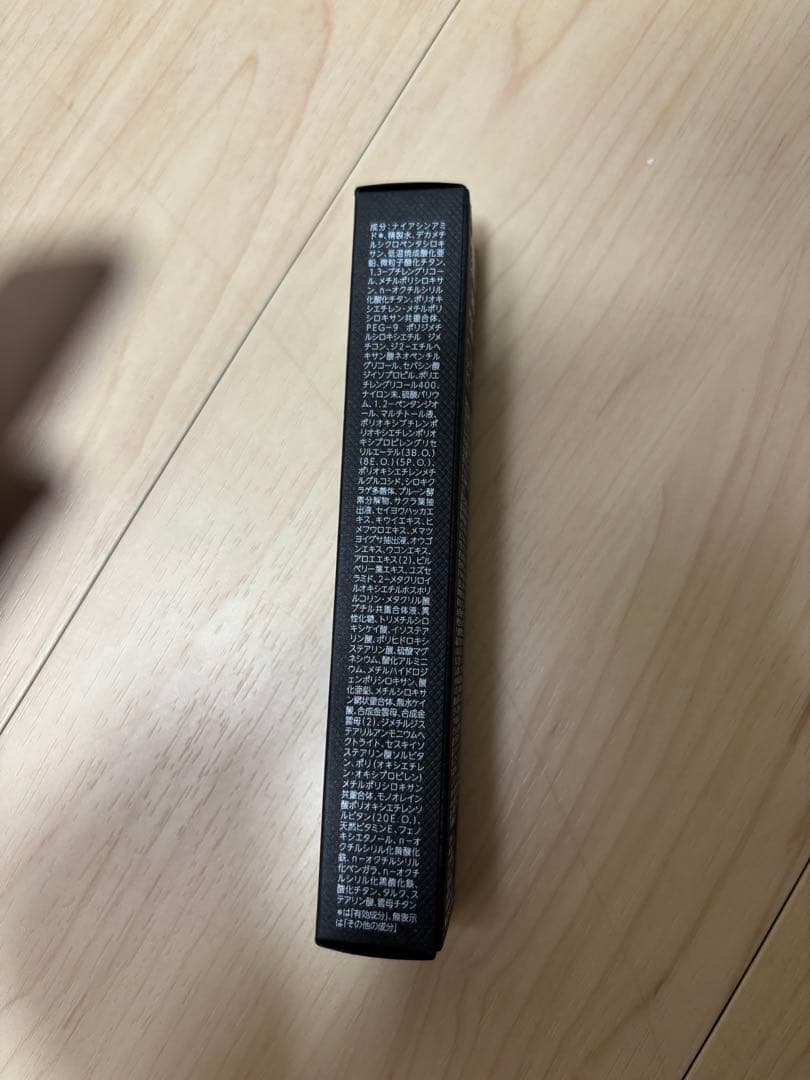 成分:ナイアシンアミ
ド*、精製水、デカメチ
ルシクロペンタシロキ
サン、低温焼成酸化亜
鉛、微粒子酸化チタン、
1,3-ブチレングリコー
ル、メチルポリシロキサ
ン、n-オクチルシリル
化酸化チタン、ポリオキ
シエチレン・メチルポリ
シロキサン共重合体、
PEG-9 ポリジメチ
ルシロキシエチル ジメ
チコン、ジ2-エチルヘ
キサン酸ネオペンチル
グリコール、セバシン酸
ジイソプロピル、ポリエ
チレングリコール400、
ナイロン末、硫酸バリウ
ム、1,2-ペンタンジオ
ール、マルチトール液、
ポリオキシブチレンポ
リオキシエチレンポリオ
キシプロピレングリセ
リルエーテル(3B.O.)
(8E.O.)(5P.O.)、
ポリオキシエチレンメチ
ルグルコシド、シロキク
ラゲ多糖体、プルーン酵
素分解物、サクラ葉抽
出液、セイヨウハッカエ
キス、キウイエキス、ヒ
メフウロエキス、メマツ
ヨイグサ抽出液、オウゴ
ンエキス、ウコンエキス、
アロエエキス(2)、ビル
ベリー葉エキス、ユズセ
ラミド、2-メタクリロイ
ルオキシエチルホスホリ
ルコリン・メタクリル酸
ブチル共重合体液、異
性化糖、トリメチルシロ
キシケイ酸、イソステア
リン酸、ポリヒドロキシ
ステアリン酸、硫酸マグ
ネシウム、酸化アルミニ
ウム、メチルハイドロジ
ェンポリシロキサン、酸
化亜鉛、メチルシロキサ
ン網状重合体、無水ケイ
酸、合成金雲母、合成金
雲母(2)、ジメチルジス
テアリルアンモニウムヘ
クトライト、セスキイソ
ステアリン酸ソルビタ
ン、ポリ(オキシエチレ
ン・オキシプロピレン)
メチルポリシロキサン
共重合体、モノオレイン
酸ポリオキシエチレンソ
ルビタン(20E.O.)、
天然ビタミンE、フェノ
キシエタノール、n-オ
クチルシリル化黄酸化
鉄、n-オクチルシリル
化ベンガラ、n-オクチ
ルシリル化黒酸化鉄、
酸化チタン、タルク、ス
テアリン酸、雲母チタン
*は「有効成分」、無表示
は「その他の成分」